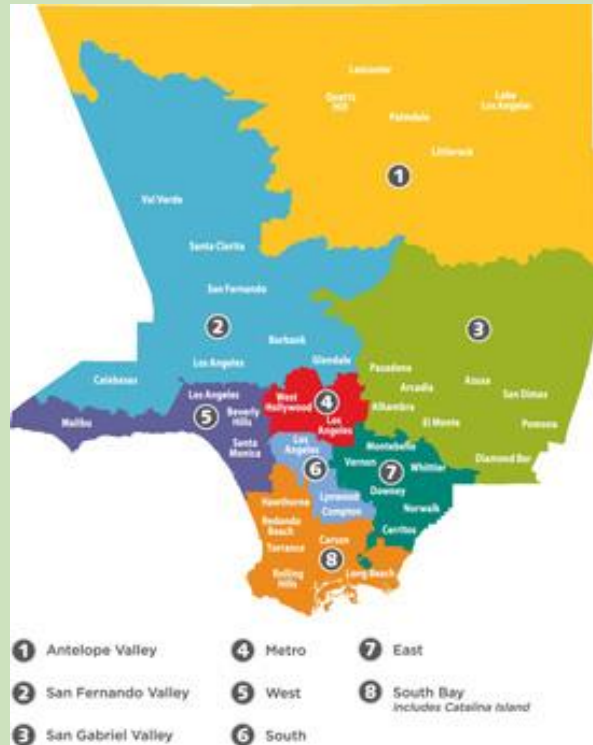 Lancaster
Quartz
Hill
Lake
Los Angeles
Palmdale
Littlerock
1
Val Verde
Santa Clarita
San Fernando
2
3
Burbank
Los Angeles
Glendale
Calabasas
Pasadena
Arcadia
Azusa
San Dimas
Los Angeles
West
Hollywood
4
Malibu
5
Beverly
Hills
Los
Angeles
Alhambra
El Monte
Pomona
Santa
Monica
Los
Angeles
6
Montebello
Vernon
7
Whittier
Diamond Bar
Downey
Hawthorne
Lynwood
Compton
Norwalk
Redondo
Beach
Cerritos
Torrance
Carson
8
Rolling
Hills
Long Beach
1 Antelope Valley
2 San Fernando Valley
3 San Gabriel Valley
4 Metro
5 West
6 South
7 East
8 South Bay
includes Catalina Island